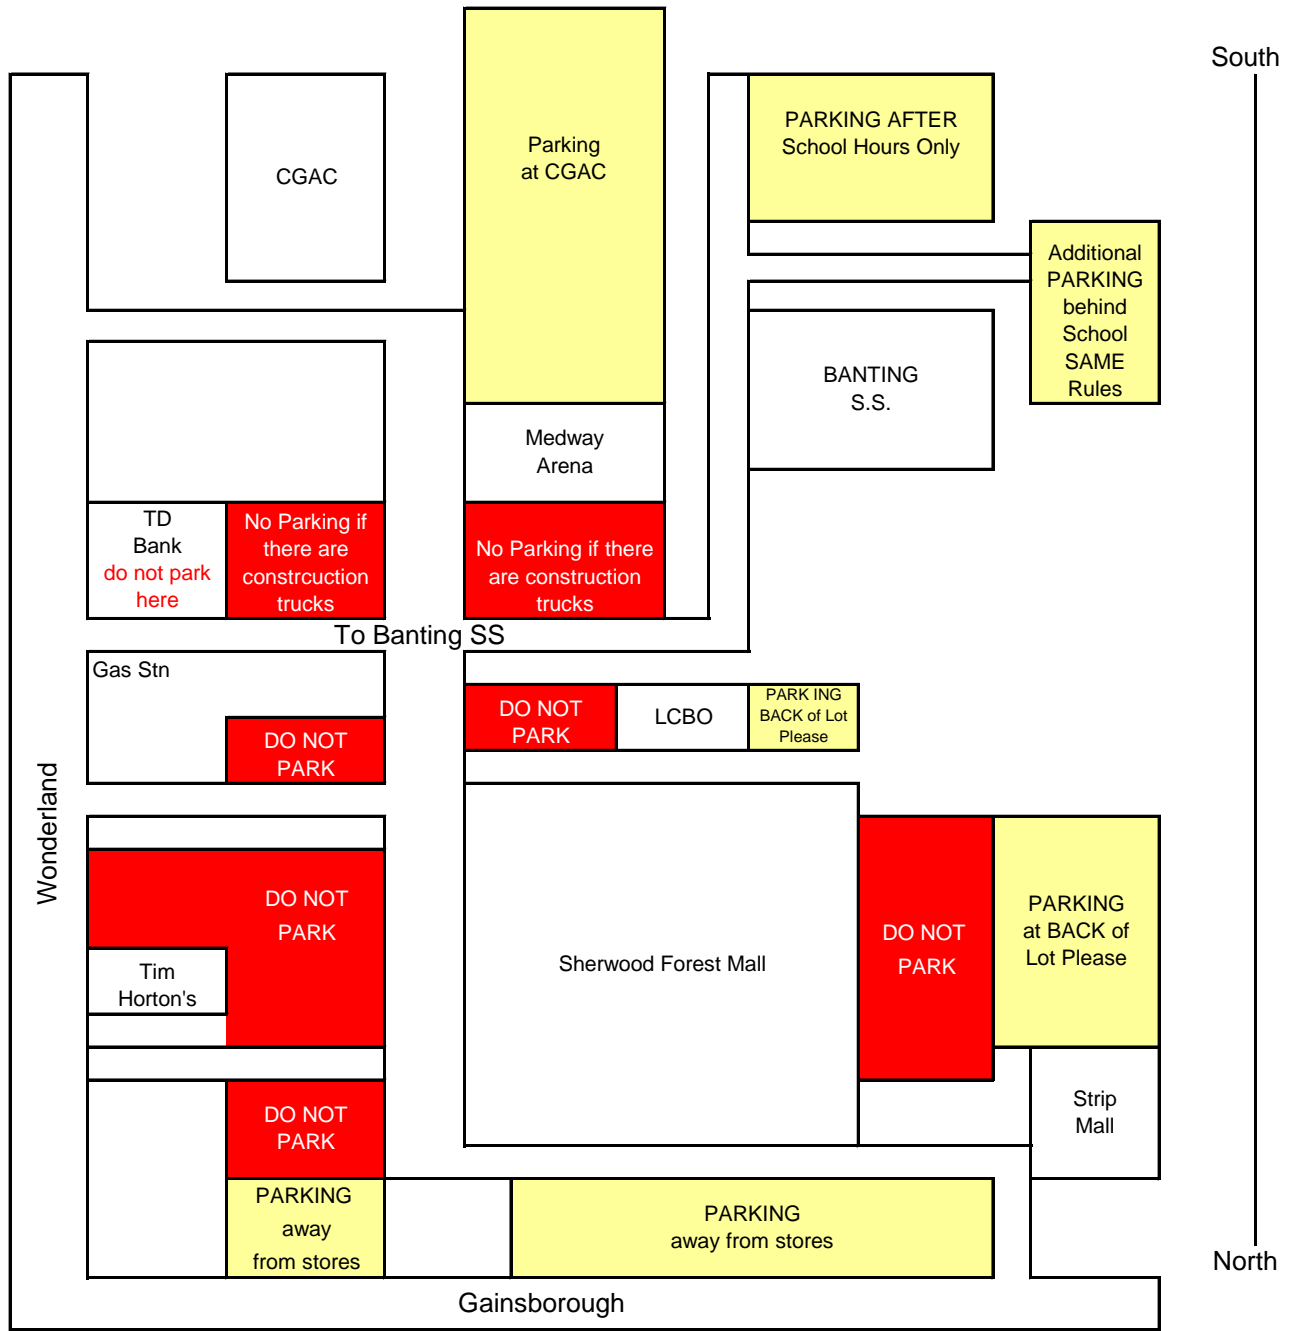 South
PARKING AFTER
School Hours Only
Parking
at CGAC
CGAC
Additional
PARKING
behind
School
SAME
Rules
BANTING
S.S.
Medway
Arena
TD
Bank
do not park
here
No Parking if
there are
constrcuction
trucks
No Parking if there
are construction
trucks
To Banting SS
Gas Stn
DO NOT
PARK
DO NOT
PARK
LCBO
PARK ING
BACK of Lot
Please
Wonderland
DO NOT
PARK
Tim
Horton's
Sherwood Forest Mall
DO NOT
PARK
PARKING
at BACK of
Lot Please
DO NOT
PARK
Strip
Mall
PARKING
away
from stores
PARKING
away from stores
North
Gainsborough